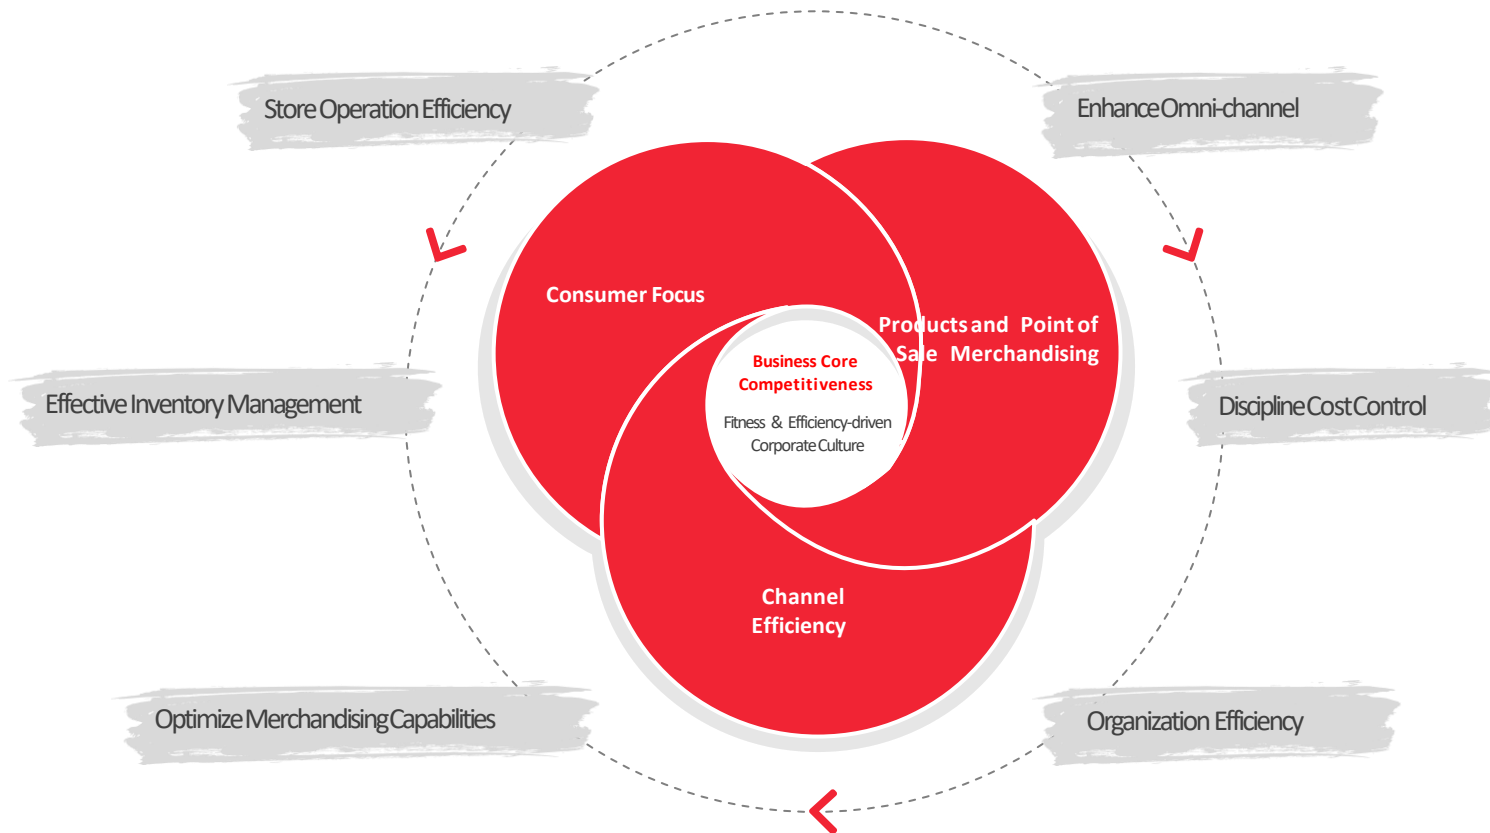 Store Operation Efficiency
Enhance Omni-channel
Consumer Focus
Products and Point of
Sale Merchandising
Business Core
Competitiveness
Fitness & Efficiency-driven
Corporate Culture
Effective Inventory Management
Discipline Cost Control
Channel
Efficiency
Optimize Merchandising Capabilities
Organization Efficiency